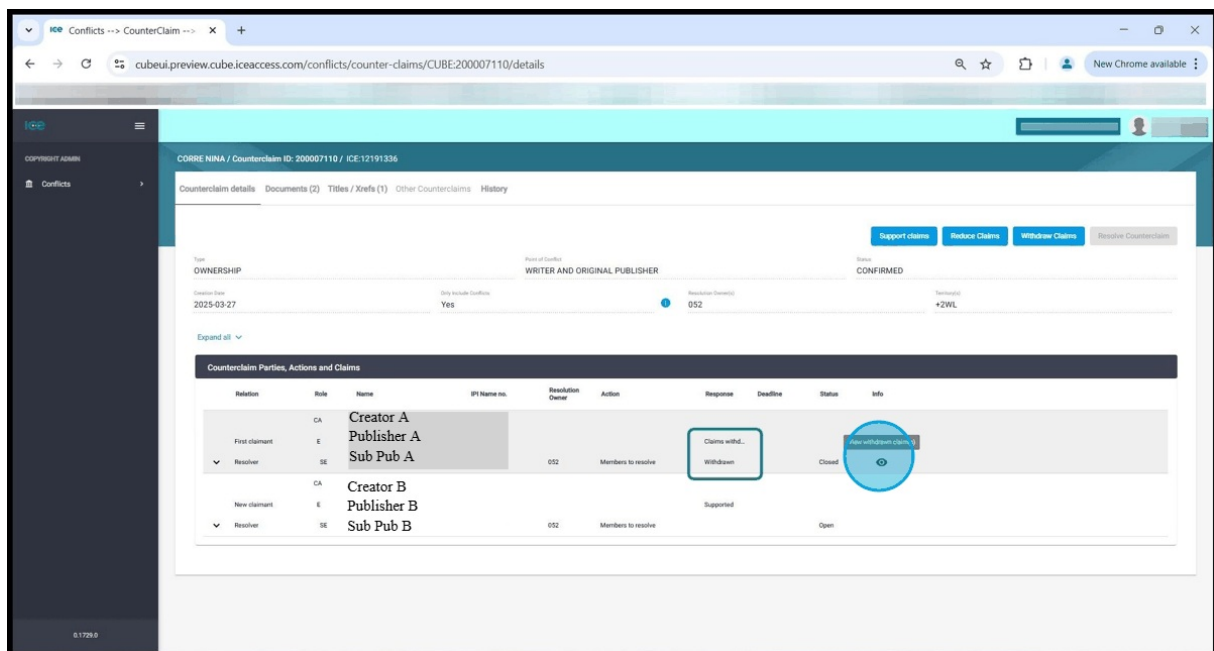 ice Conflicts --> CounterClaim -->
cubeui.preview.cube.iceaccess.com/conflicts/counter-claims/CUBE:200007110/details
New Chrome available
ice
COPYRIGHT ADMIN
Conflicts
CORRE NINA / Counterclaim ID: 200007110 / ICE:12191336
Counterclaim details Documents (2) Titles / Xrefs (1) Other Counterclaims History
Support claims Reduce Claims Withdraw Claims Resolve Counterclaim
Type Point of Conflict Status
OWNERSHIP WRITER AND ORIGINAL PUBLISHER CONFIRMED
Creation Date Only Include Conflicts Resolution Owner(s) Territory(s)
2025-03-27 Yes 052 +2WL
Expand all
Counterclaim Parties, Actions and Claims
Relation Role Name IPI Name no. Resolution Owner Action Response Deadline Status Info
CA Creator A
First claimant E Publisher A Claims withd... View withdrawn claim(s)
Resolver SE Sub Pub A 052 Members to resolve Withdrawn Closed
CA Creator B
New claimant E Publisher B Supported
Resolver SE Sub Pub B 052 Members to resolve Open
0.1729.0